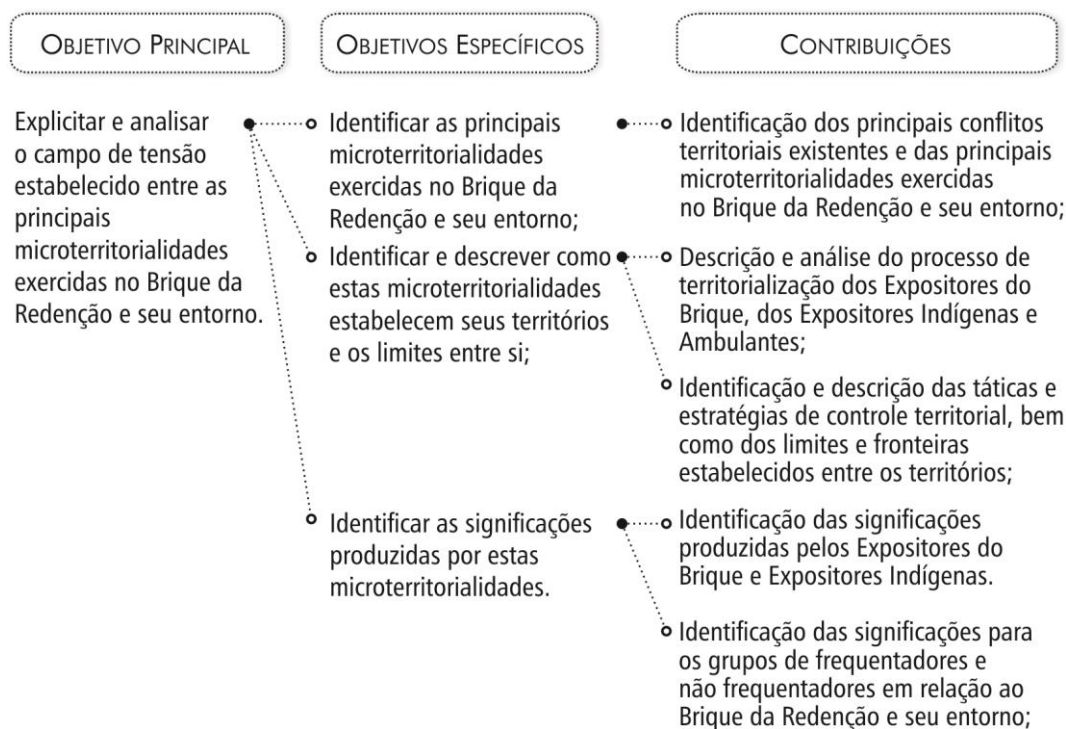 OBJETIVO PRINCIPAL
OBJETIVOS ESPECÍFICOS
CONTRIBUIÇÕES
Explicitar e analisar
o campo de tensão
estabelecido entre as
principais
microterritorialidades
exercidas no Brique da
Redenção e seu entorno.
Identificar as principais
microterritorialidades
exercidas no Brique da
Redenção e seu entorno;
Identificar e descrever como
estas microterritorialidades
estabelecem seus territórios
e os limites entre si;
Identificar as significações
produzidas por estas
microterritorialidades.
Identificação dos principais conflitos
territoriais existentes e das principais
microterritorialidades exercidas
no Brique da Redenção e seu entorno;
Descrição e análise do processo de
territorialização dos Expositores do
Brique, dos Expositores Indígenas e
Ambulantes;
Identificação e descrição das táticas e
estratégias de controle territorial, bem
como dos limites e fronteiras
estabelecidos entre os territórios;
Identificação das significações
produzidas pelos Expositores do
Brique e Expositores Indígenas.
Identificação das significações para
os grupos de frequentadores e
não frequentadores em relação ao
Brique da Redenção e seu entorno;